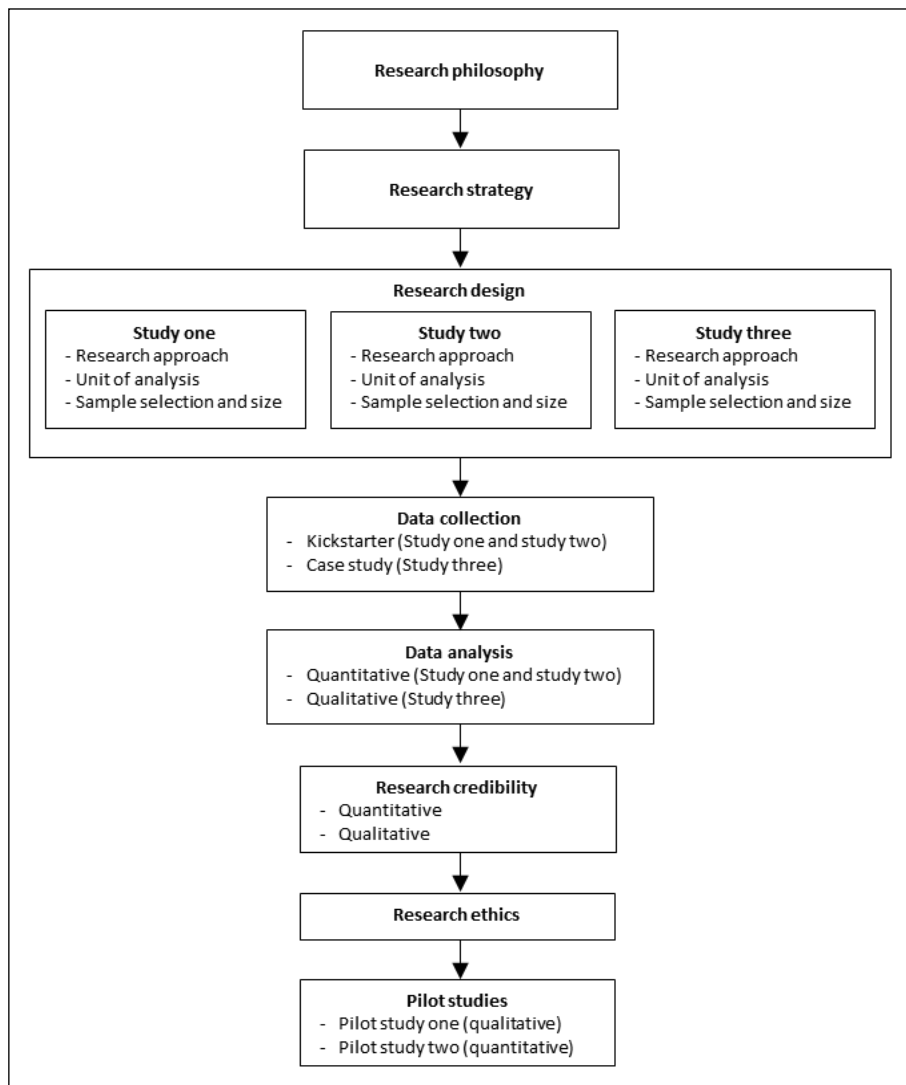 Research philosophy
Research strategy
Research design
Study one
- Research approach
- Unit of analysis
- Sample selection and size
Study two
- Research approach
- Unit of analysis
- Sample selection and size
Study three
- Research approach
- Unit of analysis
- Sample selection and size
Data collection
- Kickstarter (Study one and study two)
- Case study (Study three)
Data analysis
- Quantitative (Study one and study two)
- Qualitative (Study three)
Research credibility
- Quantitative
- Qualitative
Research ethics
Pilot studies
- Pilot study one (qualitative)
- Pilot study two (quantitative)